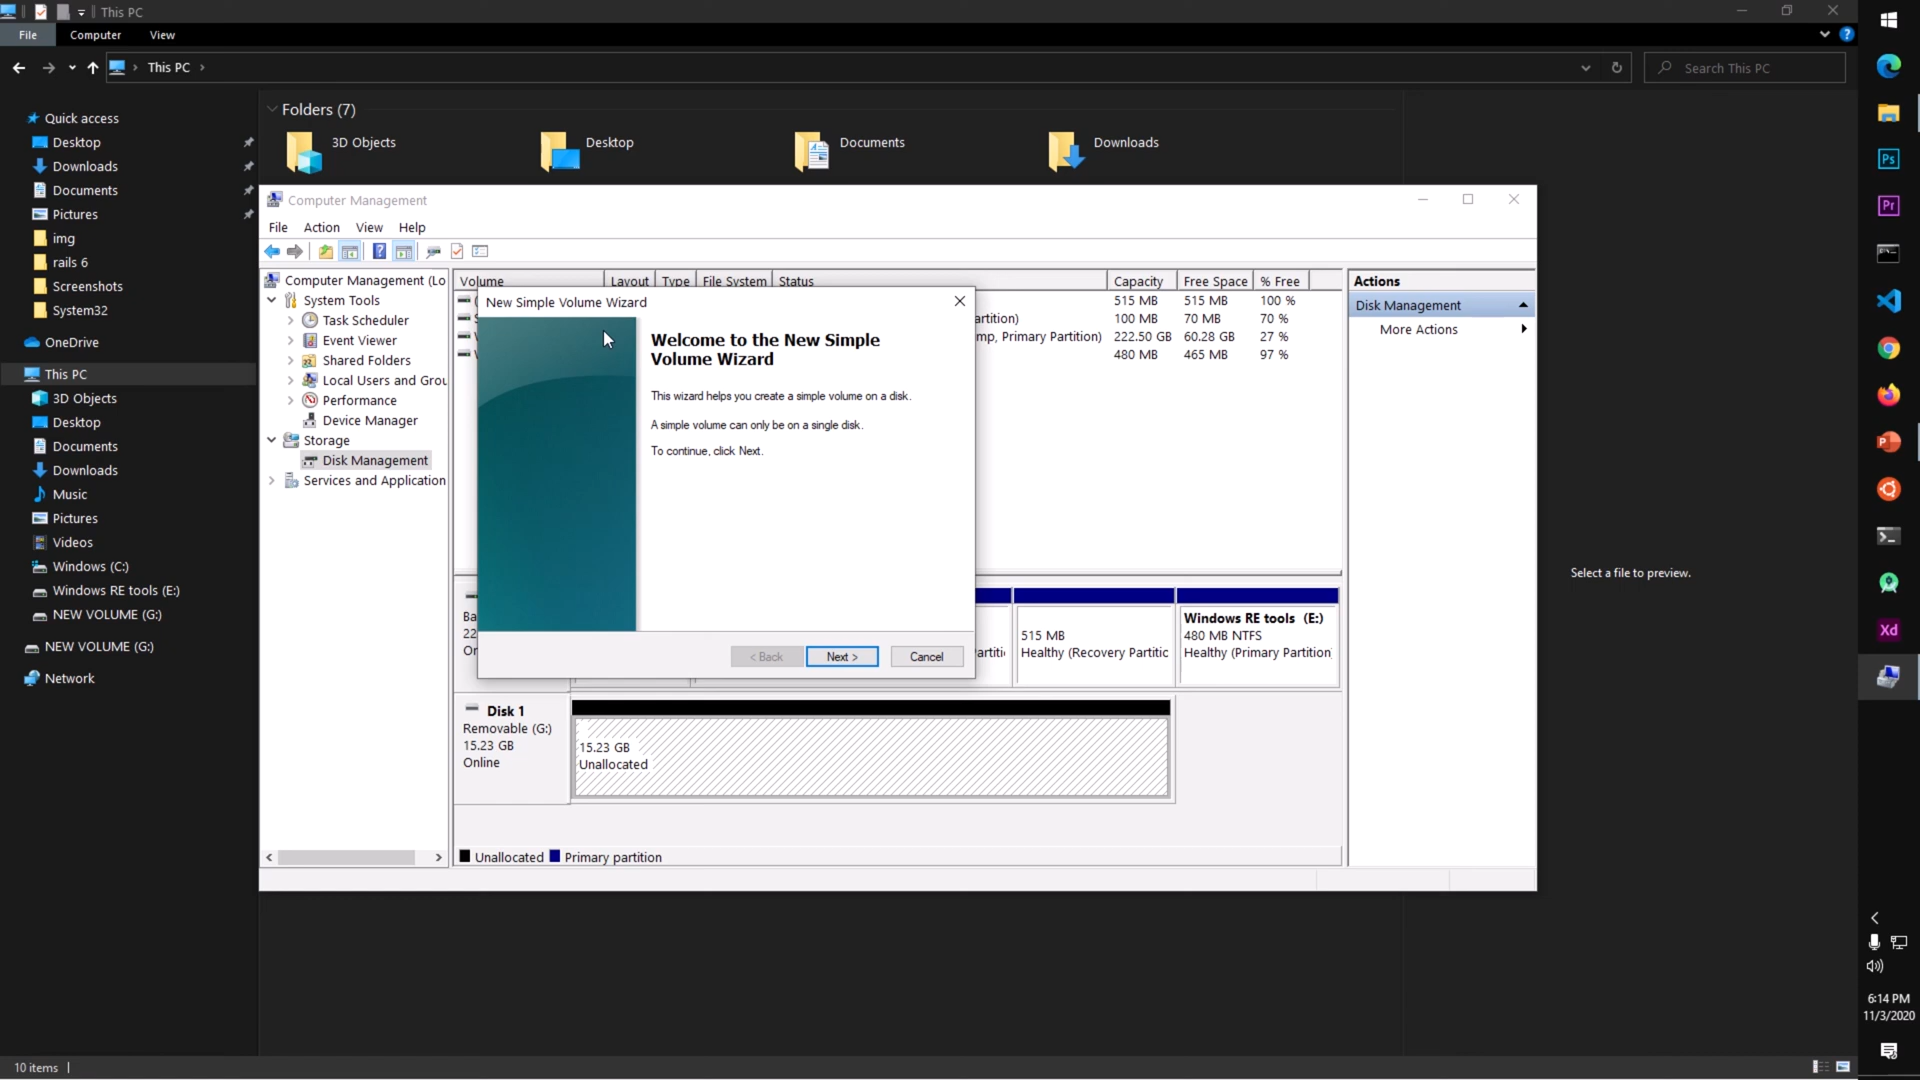 This PC
File
Computer
View
This PC
Search This PC
Quick access
Desktop
Downloads
Documents
Pictures
img
rails 6
Screenshots
System32
OneDrive
This PC
3D Objects
Desktop
Documents
Downloads
Music
Pictures
Videos
Windows (C:)
Windows RE tools (E:)
NEW VOLUME (G:)
NEW VOLUME (G:)
Network
10 items
Folders (7)
3D Objects
Desktop
Documents
Downloads
Computer Management
File Action View Help
Computer Management (Lo
System Tools
Task Scheduler
Event Viewer
Shared Folders
Local Users and Grou
Performance
Device Manager
Storage
Disk Management
Services and Application
Volume Layout Type File System Status Capacity Free Space % Free
515 MB 515 MB 100 %
artition) 100 MB 70 MB 70 %
mp, Primary Partition) 222.50 GB 60.28 GB 27 %
480 MB 465 MB 97 %
New Simple Volume Wizard
Welcome to the New Simple
Volume Wizard
This wizard helps you create a simple volume on a disk.
A simple volume can only be on a single disk.
To continue, click Next.
< Back
Next >
Cancel
Ba
22
Or
515 MB
Healthy (Recovery Partitic
Windows RE tools (E:)
480 MB NTFS
Healthy (Primary Partition)
Disk 1
Removable (G:)
15.23 GB
Online
15.23 GB
Unallocated
Unallocated
Primary partition
Actions
Disk Management
More Actions
Select a file to preview.
Ps
Pr
Xd
6:14 PM
11/3/2020